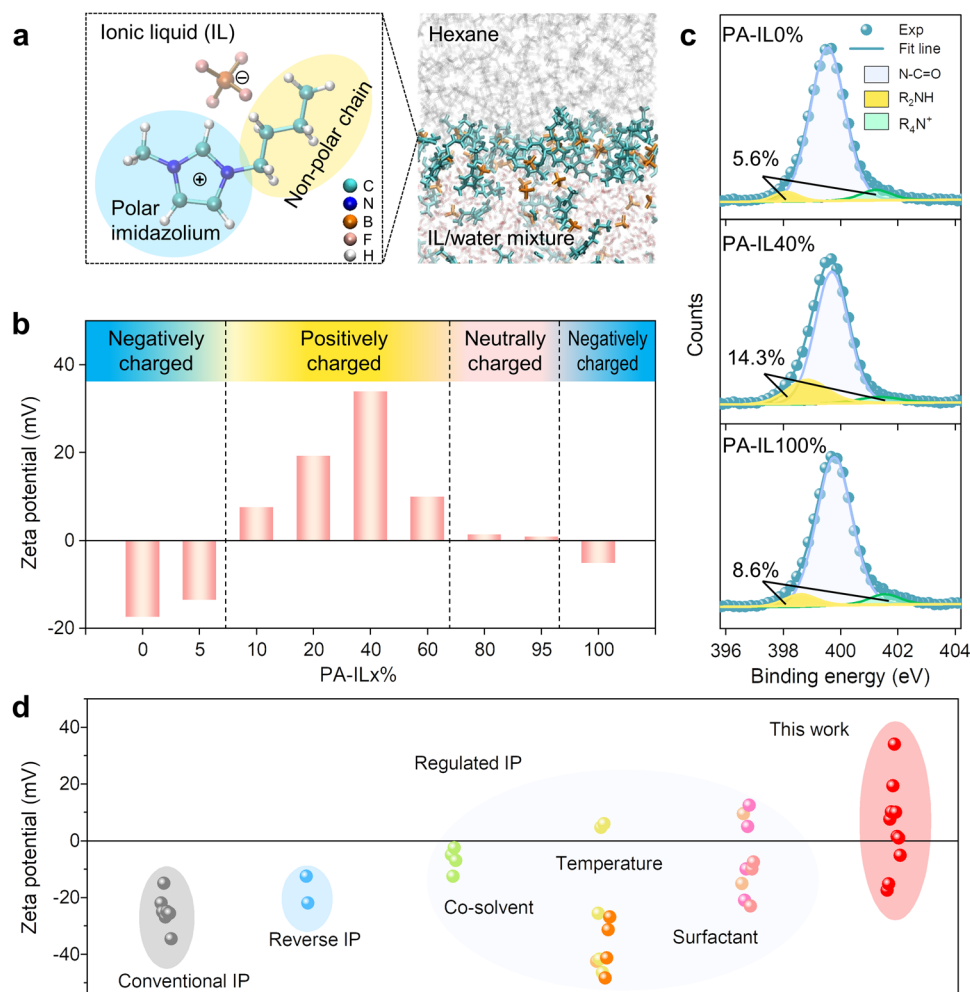 a
Ionic liquid (IL)
⊖
⊕
Non-polar chain
Polar
imidazolium
C
N
B
F
H
Hexane
IL/water mixture
b
Negatively
charged
Positively
charged
Neutrally
charged
Negatively
charged
Zeta potential (mV)
40
20
0
-20
0 5 10 20 40 60 80 95 100
PA-ILx%
c
PA-IL0%
Exp
Fit line
N-C=O
R₂NH
R₄N⁺
5.6%
PA-IL40%
14.3%
PA-IL100%
8.6%
Counts
396 398 400 402 404
Binding energy (eV)
d
Zeta potential (mV)
40
20
0
-20
-40
This work
Regulated IP
Temperature
Co-solvent
Surfactant
Reverse IP
Conventional IP